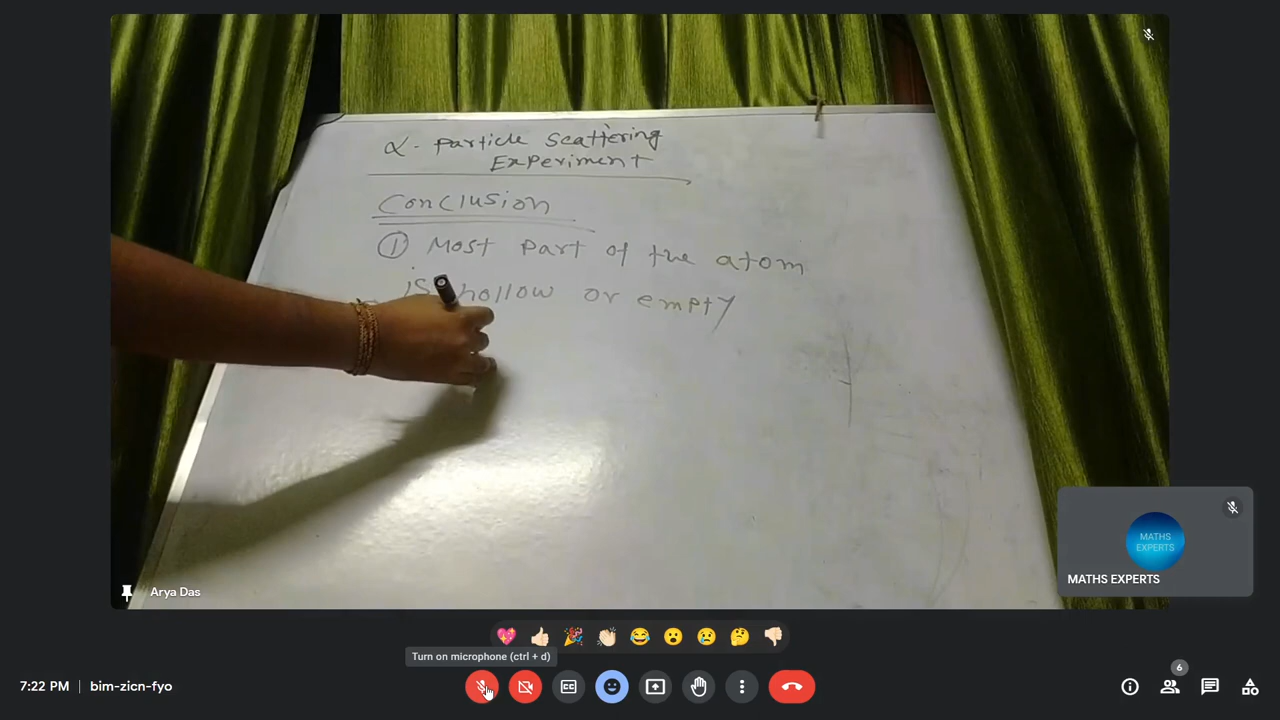 α- Particle Scattering
Experiment
Conclusion
① Most part of the atom
is hollow or empty
MATHS
EXPERTS
MATHS EXPERTS
Arya Das
Turn on microphone (ctrl + d)
6
7:22 PM | bim-zicn-fyo
CC